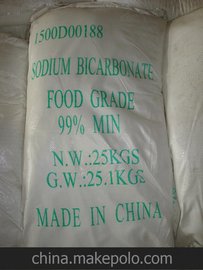 1500D00188
SODIUM BICARBONATE
FOOD GRADE
99% MIN
N.W.:25KGS
G.W.:25.1KGS
MADE IN CHINA
china.makepolo.com